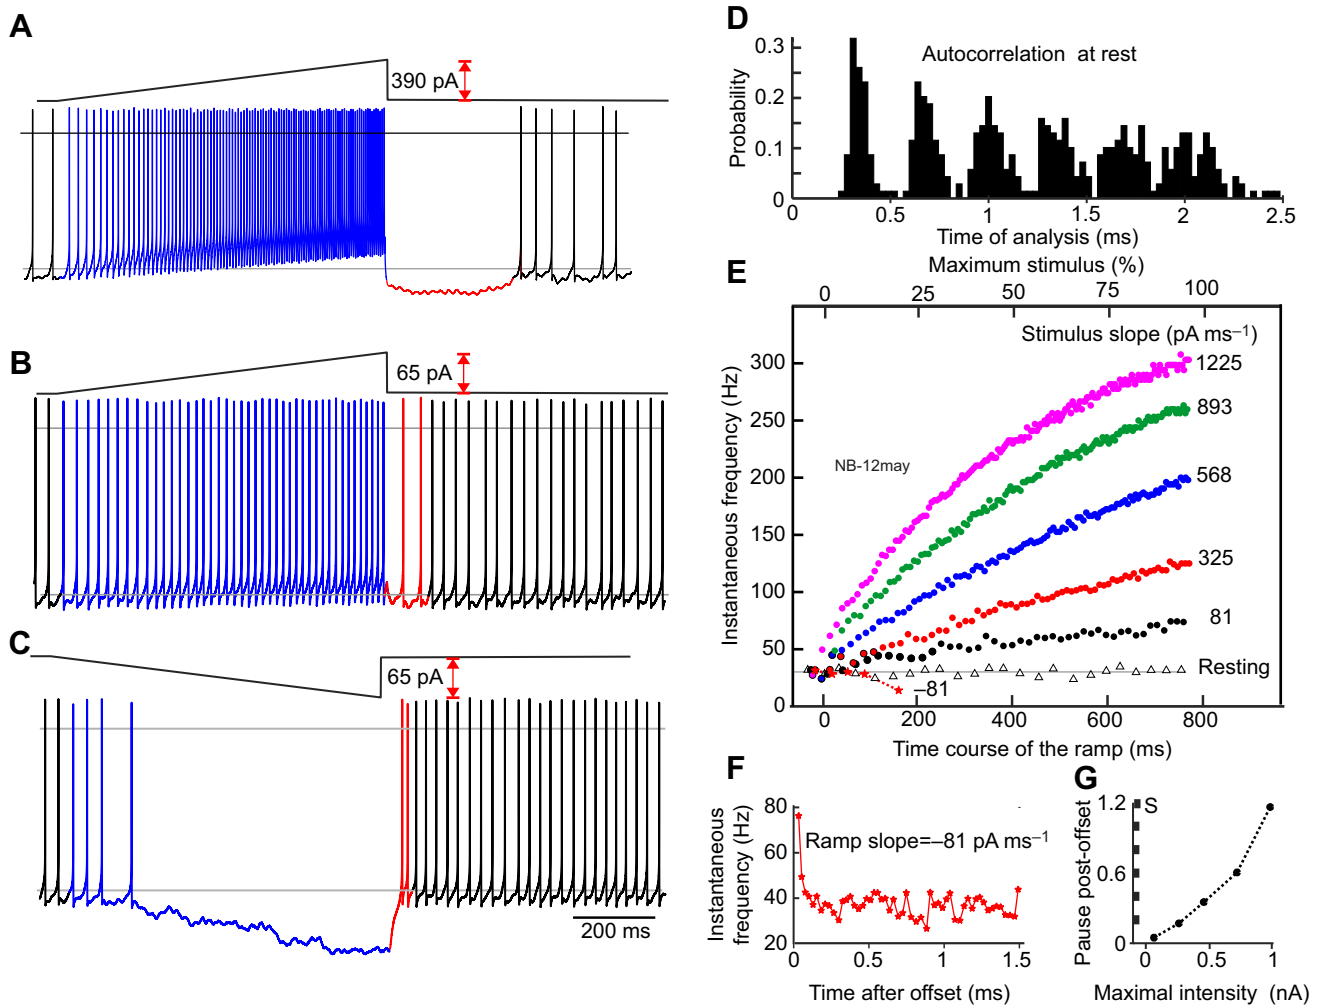 A
390 pA
B
65 pA
C
65 pA
200 ms
D
Autocorrelation at rest
Probability
0.3
0.2
0.1
0
0 0.5 1 1.5 2 2.5
Time of analysis (ms)
E
Maximum stimulus (%)
0 25 50 75 100
Stimulus slope (pA ms–1)
Instantaneous frequency (Hz)
300
250
200
150
100
50
0
NB-12may
1225
893
568
325
81
Resting
–81
0 200 400 600 800
Time course of the ramp (ms)
F
Instantaneous
frequency (Hz)
80
60
40
20
Ramp slope=–81 pA ms–1
0 0.5 1 1.5
Time after offset (ms)
G
S
Pause post-offset
1.2
0.6
0
0 0.5 1
Maximal intensity (nA)